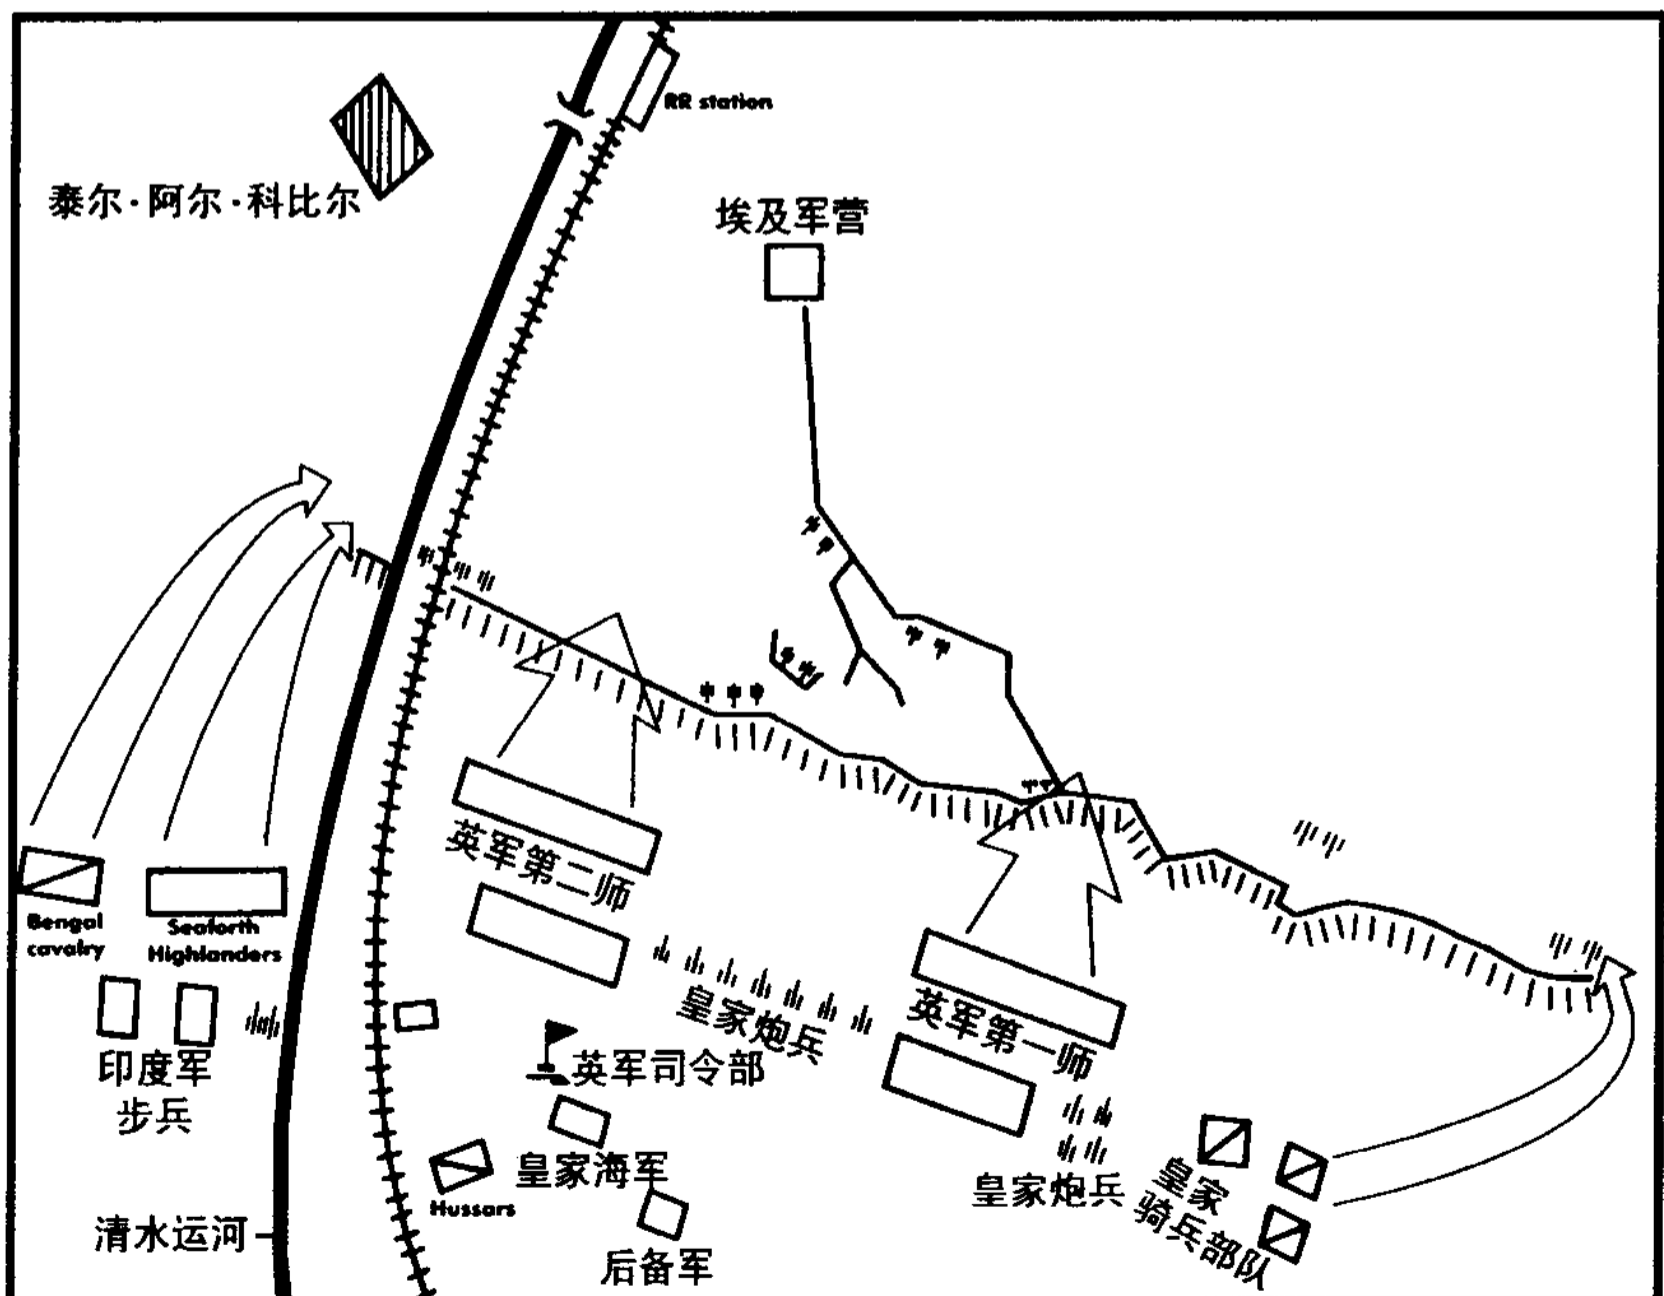 RR station
泰尔·阿尔·科比尔
埃及军营
英军第二师
Bengal
cavalry
Seaforth
Highlanders
皇家炮兵
英军第一师
印度军
步兵
英军司令部
皇家海军
Hussars
皇家炮兵
皇家
骑兵部队
清水运河
后备军